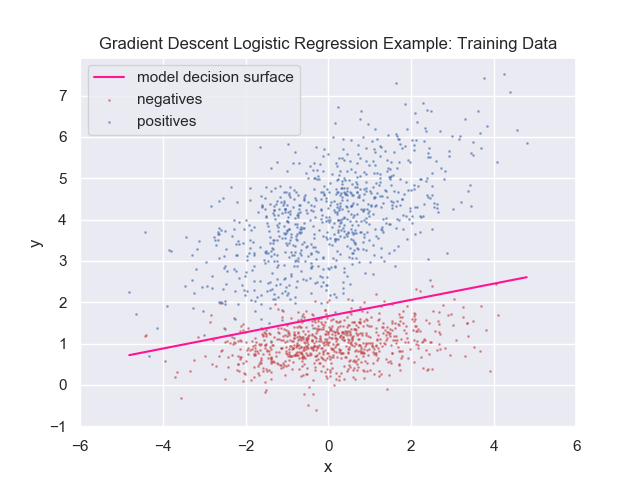 Gradient Descent Logistic Regression Example: Training Data
model decision surface
negatives
positives
7
6
5
4
3
2
1
0
−1
y
−6 −4 −2 0 2 4 6
x